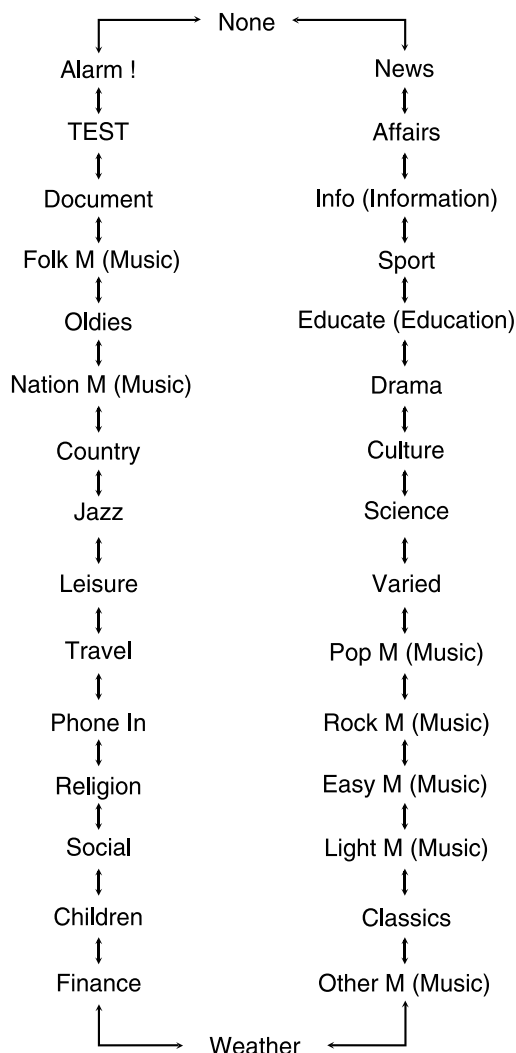 None
Alarm !
News
TEST
Affairs
Document
Info (Information)
Folk M (Music)
Sport
Oldies
Educate (Education)
Nation M (Music)
Drama
Country
Culture
Jazz
Science
Leisure
Varied
Travel
Pop M (Music)
Phone In
Rock M (Music)
Religion
Easy M (Music)
Social
Light M (Music)
Children
Classics
Finance
Other M (Music)
Weather